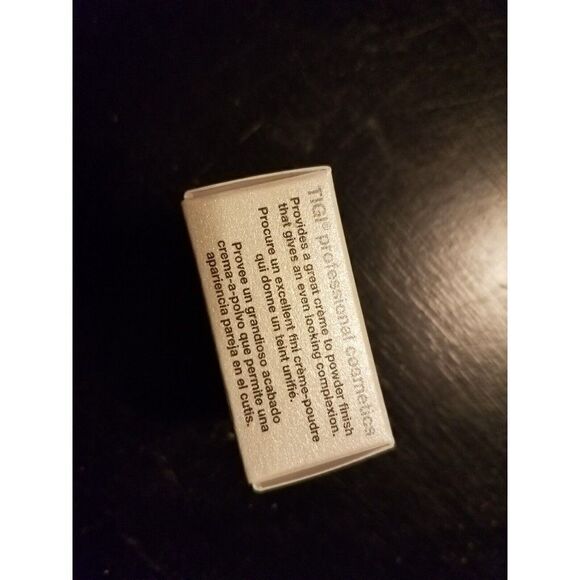 TIGI® professional cosmetics
Provides a great crème to powder finish
that gives an even looking complexion.
Procure un excellent fini crème-poudre
qui donne un teint unifié.
Provee un grandioso acabado
crema-a-polvo que permite una
apariencia pareja en el cutis.